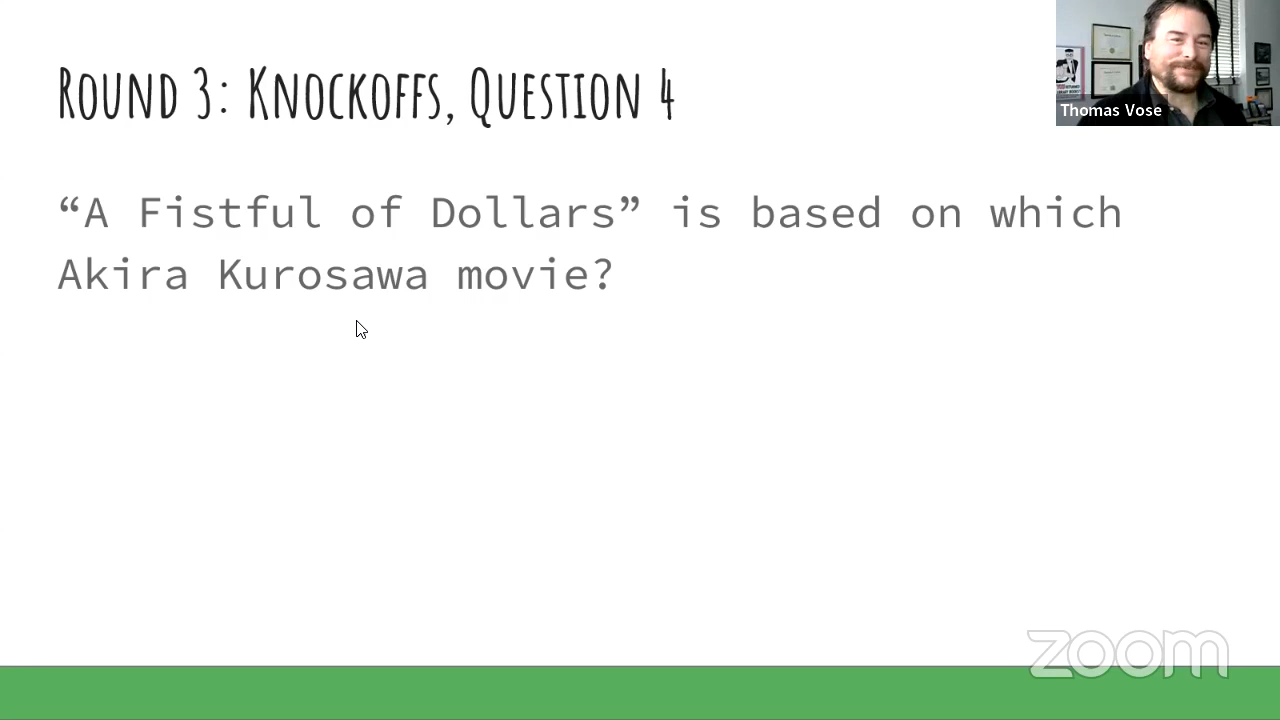 Round 3: Knockoffs, Question 4
Thomas Vose
“A Fistful of Dollars” is based on which
Akira Kurosawa movie?
zoom